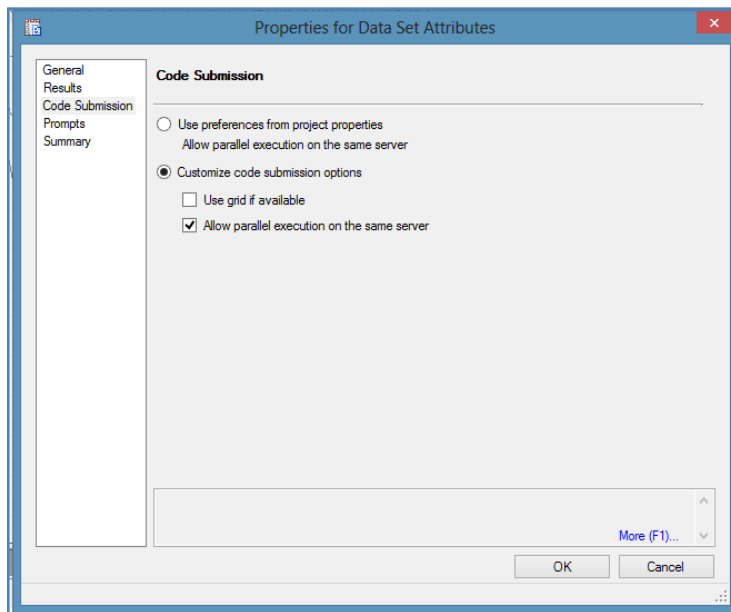 Properties for Data Set Attributes
General
Results
Code Submission
Prompts
Summary
Code Submission
Use preferences from project properties
Allow parallel execution on the same server
Customize code submission options
Use grid if available
Allow parallel execution on the same server
More (F1)...
OK
Cancel